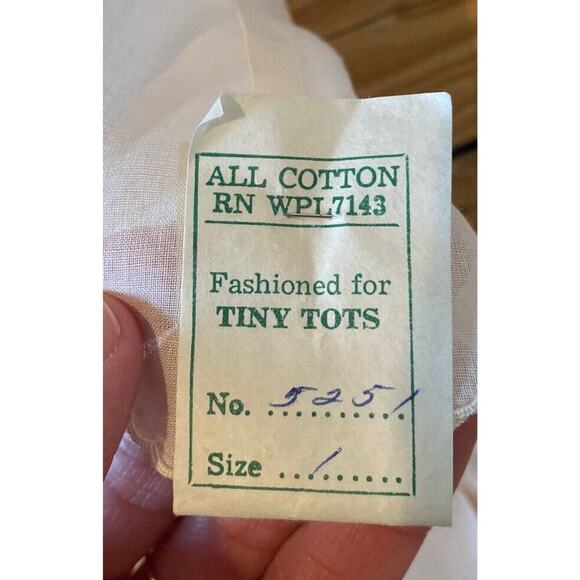 ALL COTTON
RN WPL7143
Fashioned for
TINY TOTS
No. 5251
Size 1